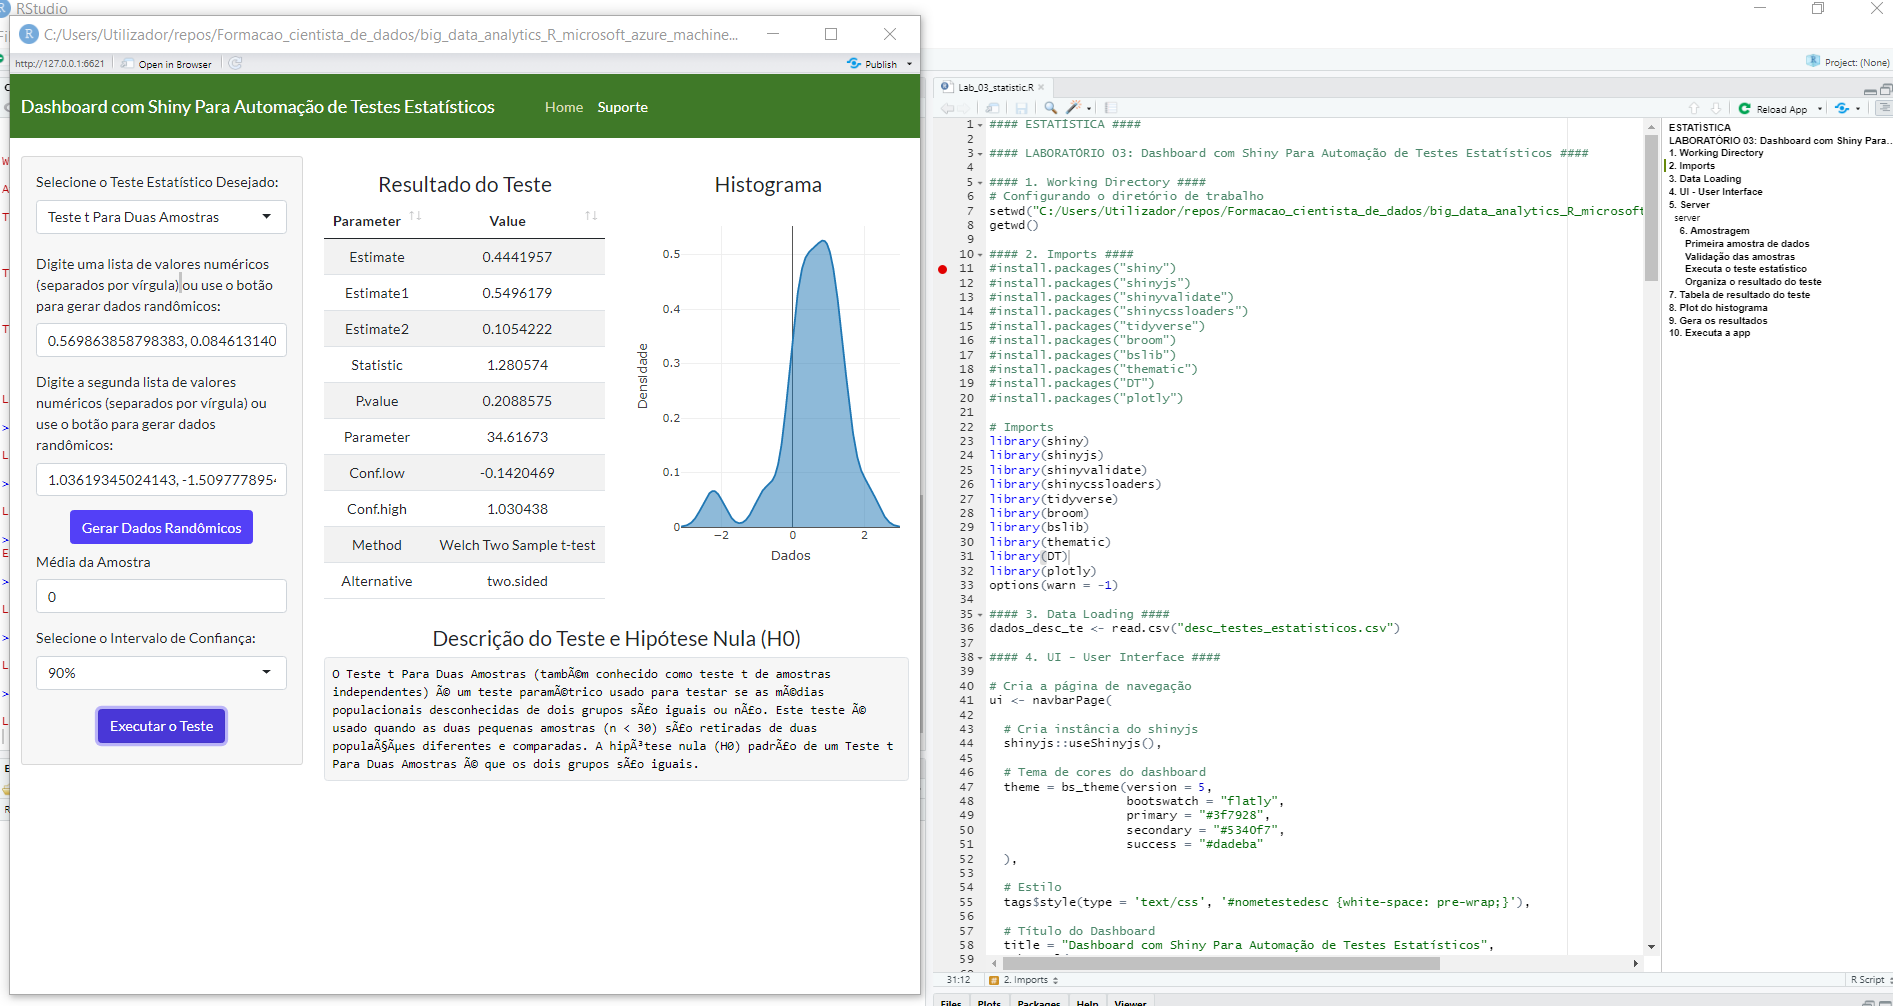 RStudio
C:/Users/Utilizador/repos/Formacao_cientista_de_dados/big_data_analytics_R_microsoft_azure_machine...
http://127.0.0.1:6621
Open in Browser
Publish
Dashboard com Shiny Para Automação de Testes Estatísticos
Home
Suporte
Selecione o Teste Estatístico Desejado:
Teste t Para Duas Amostras
Digite uma lista de valores numéricos
(separados por vírgula) ou use o botão
para gerar dados randômicos:
0.569863858798383, 0.084613140
Digite a segunda lista de valores
numéricos (separados por vírgula) ou
use o botão para gerar dados
randômicos:
1.03619345024143, -1.5097778954
Gerar Dados Randômicos
Média da Amostra
0
Selecione o Intervalo de Confiança:
90%
Executar o Teste
Resultado do Teste
Parameter Value
Estimate 0.4441957
Estimate1 0.5496179
Estimate2 0.1054222
Statistic 1.280574
P.value 0.2088575
Parameter 34.61673
Conf.low -0.1420469
Conf.high 1.030438
Method Welch Two Sample t-test
Alternative two.sided
Histograma
Densidade
0.5
0.4
0.3
0.2
0.1
0
−2 0 2
Dados
Descrição do Teste e Hipótese Nula (H0)
O Teste t Para Duas Amostras (tambÃ©m conhecido como teste t de amostras
independentes) Ã© um teste paramÃ©trico usado para testar se as mÃ©dias
populacionais desconhecidas de dois grupos sÃ£o iguais ou nÃ£o. Este teste Ã©
usado quando as duas pequenas amostras (n < 30) sÃ£o retiradas de duas
populaÃ§Ãµes diferentes e comparadas. A hipÃ³tese nula (H0) padrÃ£o de um Teste t
Para Duas Amostras Ã© que os dois grupos sÃ£o iguais.
Project: (None)
Lab_03_statistic.R
Reload App
1 #### ESTATÍSTICA ####
2
3 #### LABORATÓRIO 03: Dashboard com Shiny Para Automação de Testes Estatísticos ####
4
5 #### 1. Working Directory ####
6 # Configurando o diretório de trabalho
7 setwd("C:/Users/Utilizador/repos/Formacao_cientista_de_dados/big_data_analytics_R_microsoft
8 getwd()
9
10 #### 2. Imports ####
11 #install.packages("shiny")
12 #install.packages("shinyjs")
13 #install.packages("shinyvalidate")
14 #install.packages("shinycssloaders")
15 #install.packages("tidyverse")
16 #install.packages("broom")
17 #install.packages("bslib")
18 #install.packages("thematic")
19 #install.packages("DT")
20 #install.packages("plotly")
21
22 # Imports
23 library(shiny)
24 library(shinyjs)
25 library(shinyvalidate)
26 library(shinycssloaders)
27 library(tidyverse)
28 library(broom)
29 library(bslib)
30 library(thematic)
31 library(DT)
32 library(plotly)
33 options(warn = -1)
34
35 #### 3. Data Loading ####
36 dados_desc_te <- read.csv("desc_testes_estatisticos.csv")
37
38 #### 4. UI - User Interface ####
39
40 # Cria a página de navegação
41 ui <- navbarPage(
42
43 # Cria instância do shinyjs
44 shinyjs::useShinyjs(),
45
46 # Tema de cores do dashboard
47 theme = bs_theme(version = 5,
48 bootswatch = "flatly",
49 primary = "#3f7928",
50 secondary = "#5340f7",
51 success = "#dadeba"
52 ),
53
54 # Estilo
55 tags$style(type = 'text/css', '#nometestedesc {white-space: pre-wrap;}'),
56
57 # Título do Dashboard
58 title = "Dashboard com Shiny Para Automação de Testes Estatísticos",
59
ESTATÍSTICA
LABORATÓRIO 03: Dashboard com Shiny Para...
1. Working Directory
2. Imports
3. Data Loading
4. UI - User Interface
5. Server
server
6. Amostragem
Primeira amostra de dados
Validação das amostras
Executa o teste estatístico
Organiza o resultado do teste
7. Tabela de resultado do teste
8. Plot do histograma
9. Gera os resultados
10. Executa a app
31:12
2. Imports
R Script
Files Plots Packages Help Viewer